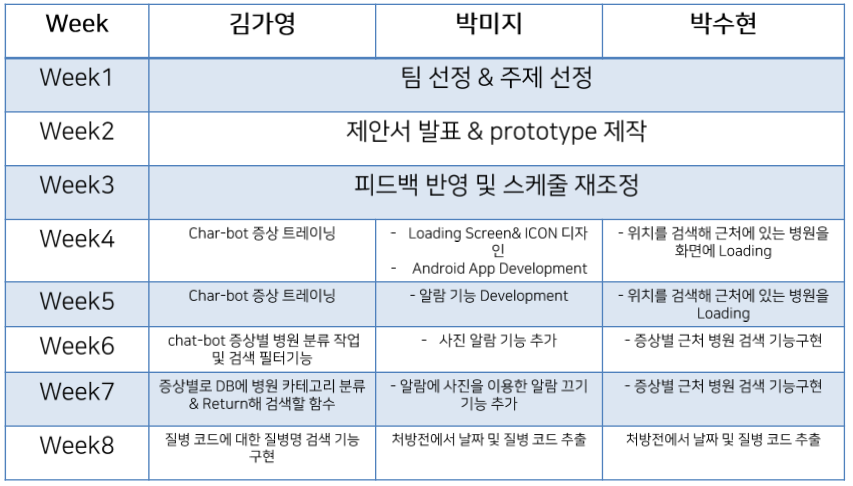 Week 김가영 박미지 박수현
Week1 팀 선정 & 주제 선정
Week2 제안서 발표 & prototype 제작
Week3 피드백 반영 및 스케줄 재조정
Week4
Char-bot 증상 트레이닝
- Loading Screen& ICON 디자
인
- Android App Development
- 위치를 검색해 근처에 있는 병원을
화면에 Loading
Week5
Char-bot 증상 트레이닝
- 알람 기능 Development
- 위치를 검색해 근처에 있는 병원을
Loading
Week6
chat-bot 증상별 병원 분류 작업
및 검색 필터기능
- 사진 알람 기능 추가
- 증상별 근처 병원 검색 기능구현
Week7
증상별로 DB에 병원 카테고리 분류
& Return해 검색할 함수
- 알람에 사진을 이용한 알람 끄기
기능 추가
- 증상별 근처 병원 검색 기능구현
Week8
질병 코드에 대한 질병명 검색 기능
구현
처방전에서 날짜 및 질병 코드 추출
처방전에서 날짜 및 질병 코드 추출